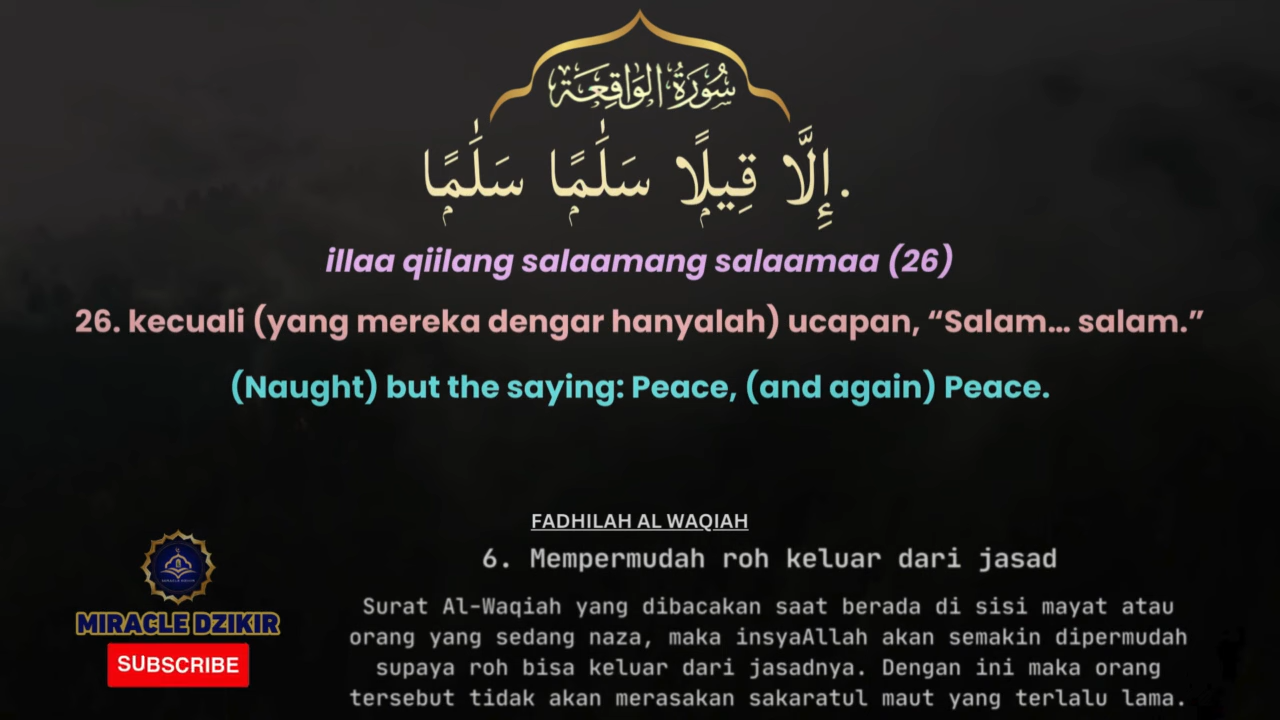 سُورَةُ الوَاقِعَة
إِلَّا قِيلًا سَلَٰمًا سَلَٰمًا.
illaa qiilang salaamang salaamaa (26)
26. kecuali (yang mereka dengar hanyalah) ucapan, “Salam... salam.”
(Naught) but the saying: Peace, (and again) Peace.
FADHILAH AL WAQIAH
6. Mempermudah roh keluar dari jasad
Surat Al-Waqiah yang dibacakan saat berada di sisi mayat atau
orang yang sedang naza, maka insyaAllah akan semakin dipermudah
supaya roh bisa keluar dari jasadnya. Dengan ini maka orang
tersebut tidak akan merasakan sakaratul maut yang terlalu lama.
MIRACLE DZIKIR
SUBSCRIBE